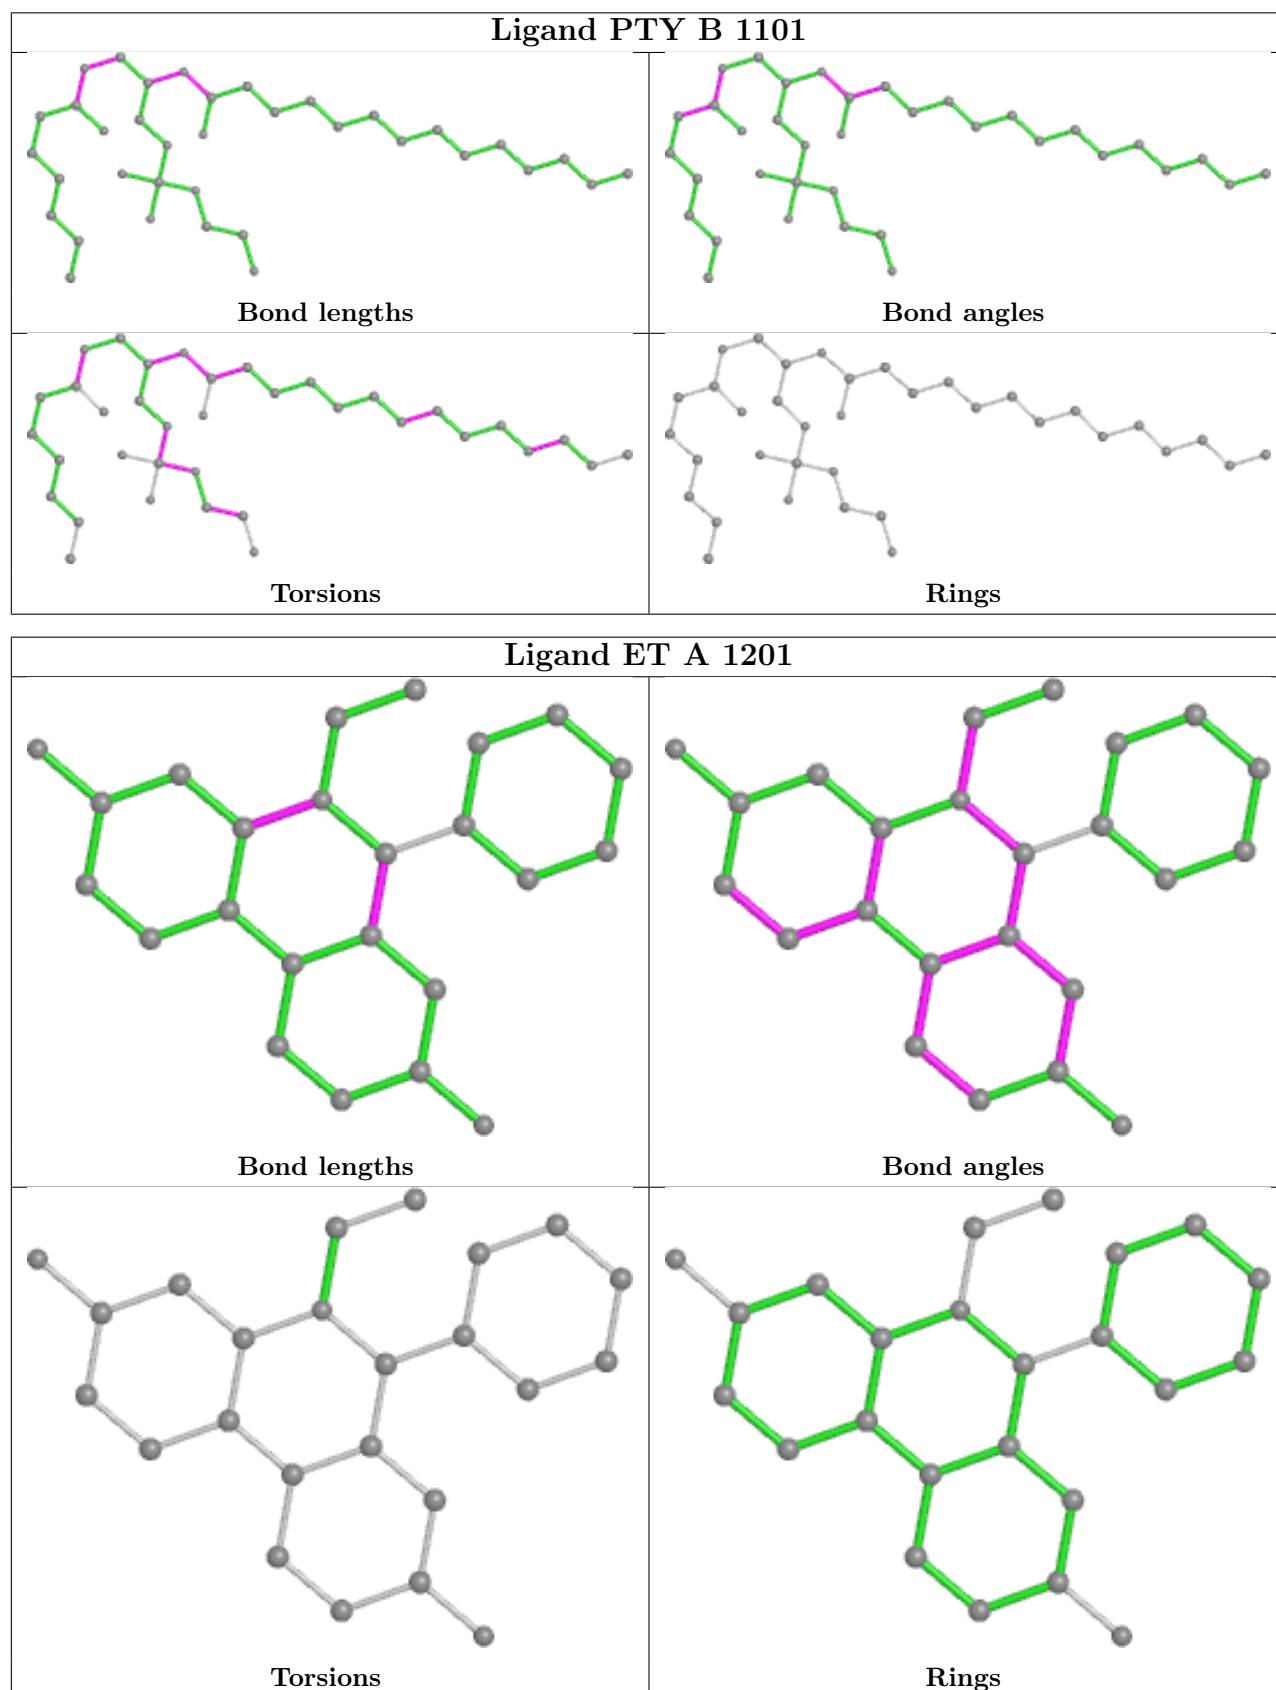 Ligand PTY B 1101
Bond lengths
Bond angles
Torsions
Rings
Ligand ET A 1201
Bond lengths
Bond angles
Torsions
Rings